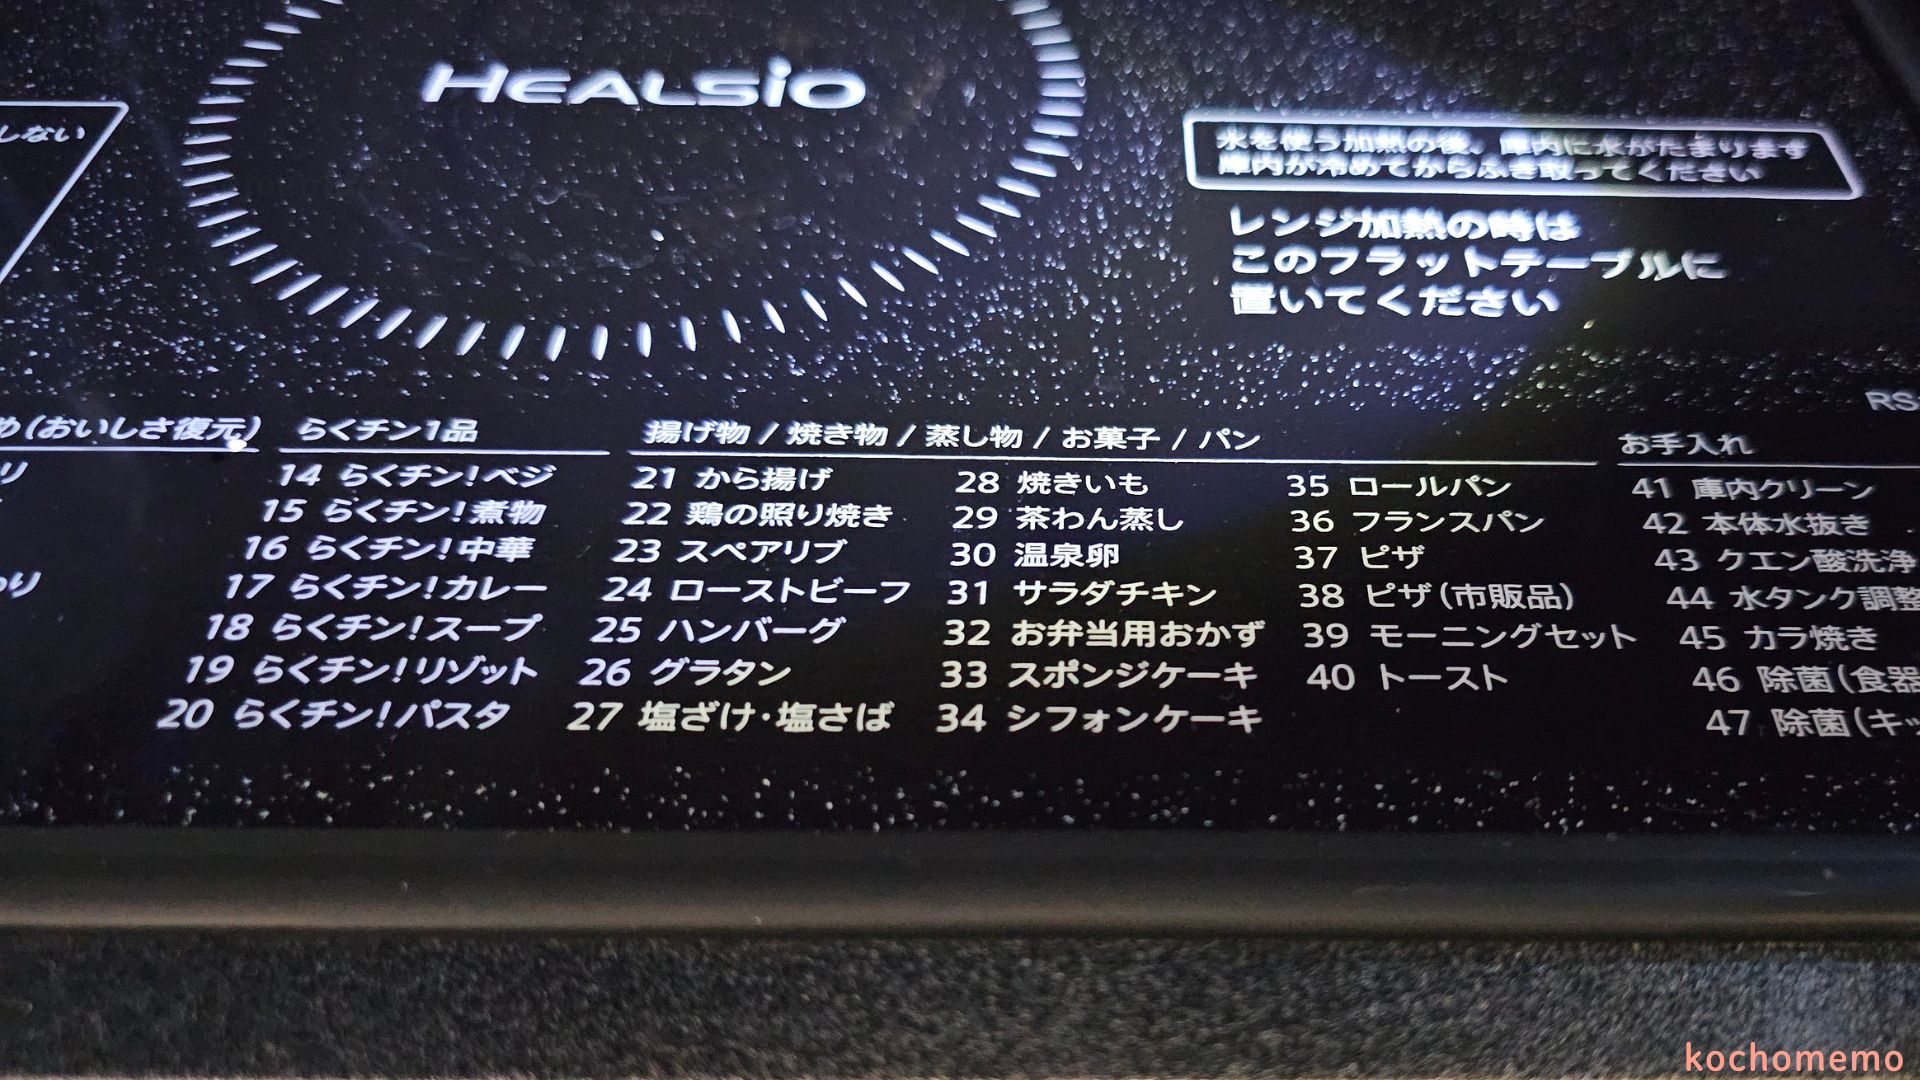 HEALSiO
しない
水を使う加熱の後、庫内に水がたまります
庫内が冷めてからふき取ってください
レンジ加熱の時は
このフラットテーブルに
置いてください
RS-
め(おいしさ復元)
リ
わり
らくチン1品
14 らくチン!ベジ
15 らくチン!煮物
16 らくチン!中華
17 らくチン!カレー
18 らくチン!スープ
19 らくチン!リゾット
20 らくチン!パスタ
揚げ物 / 焼き物 / 蒸し物 / お菓子 / パン
21 から揚げ
22 鶏の照り焼き
23 スペアリブ
24 ローストビーフ
25 ハンバーグ
26 グラタン
27 塩ざけ・塩さば
28 焼きいも
29 茶わん蒸し
30 温泉卵
31 サラダチキン
32 お弁当用おかず
33 スポンジケーキ
34 シフォンケーキ
35 ロールパン
36 フランスパン
37 ピザ
38 ピザ(市販品)
39 モーニングセット
40 トースト
お手入れ
41 庫内クリーン
42 本体水抜き
43 クエン酸洗浄
44 水タンク調整
45 カラ焼き
46 除菌(食器
47 除菌(キッ
kochomemo